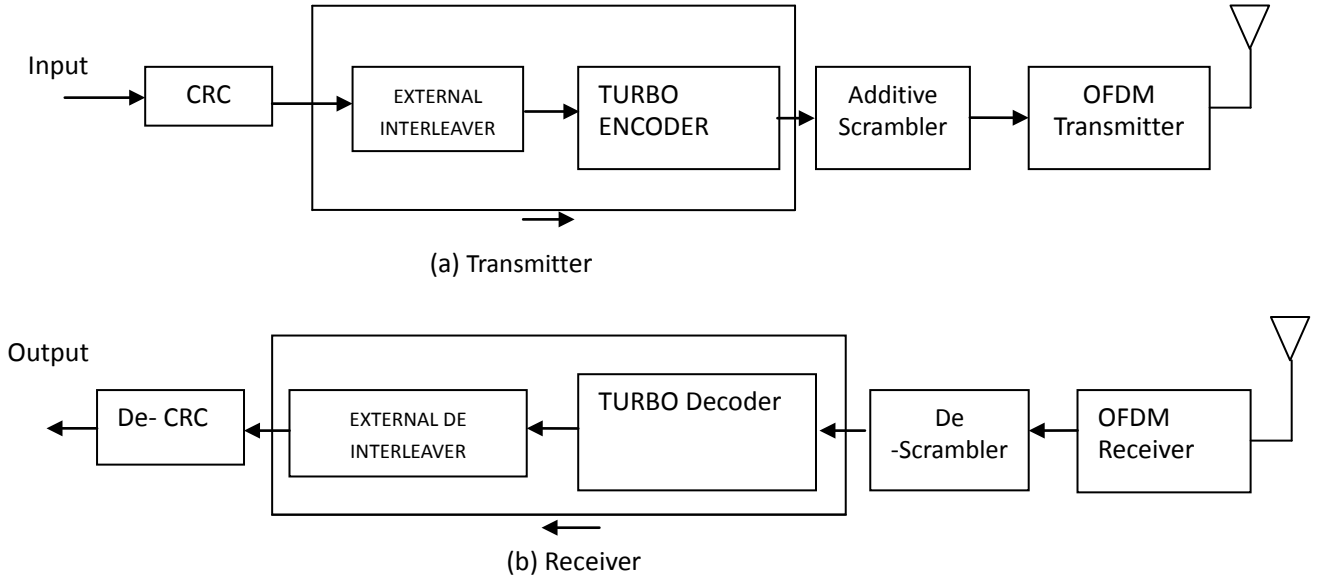 Input
CRC
EXTERNAL
INTERLEAVER
TURBO
ENCODER
Additive
Scrambler
OFDM
Transmitter
(a) Transmitter
Output
De- CRC
EXTERNAL DE
INTERLEAVER
TURBO Decoder
De
-Scrambler
OFDM
Receiver
(b) Receiver